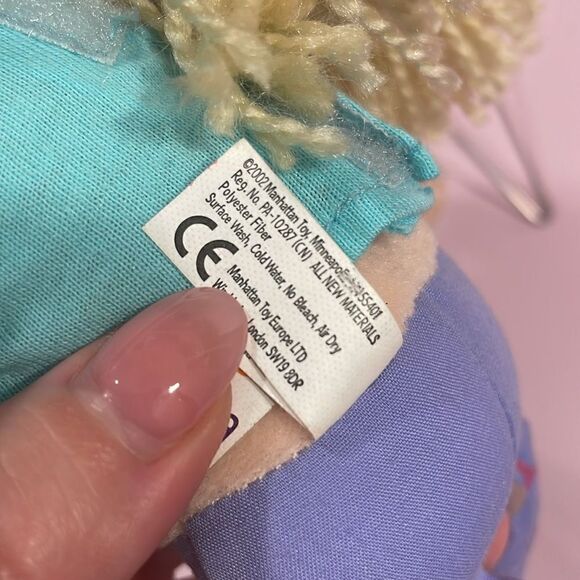 ©2002 Manhattan Toy, Minneapolis, MN 55401
Reg. No. PA-10287 (CN) ALL NEW MATERIALS
Polyester Fiber
Surface Wash, Cold Water, No Bleach, Air Dry
CE
Manhattan Toy Europe LTD
London SW19 8DR